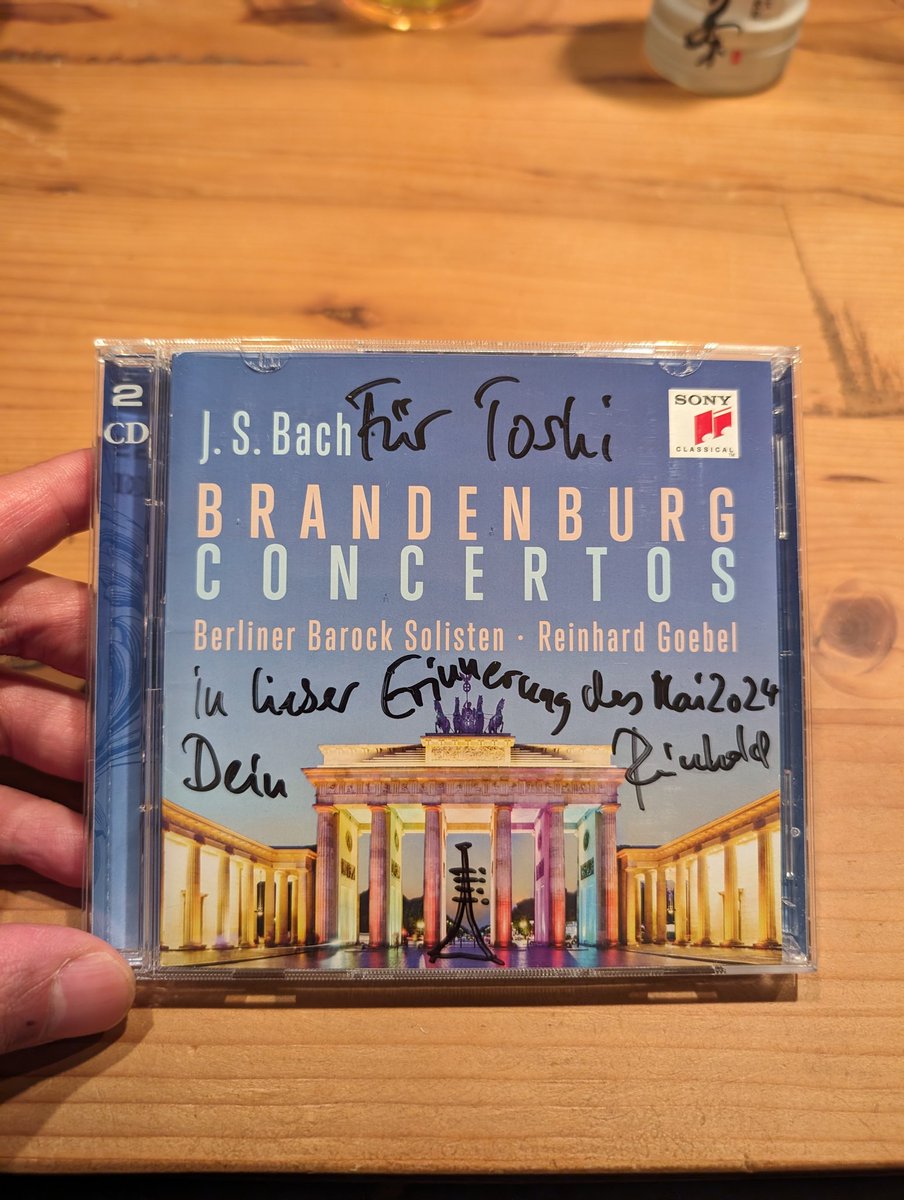 2
CD
J. S. Bach Für Toshi
SONY
CLASSICAL
BRANDENBURG
CONCERTOS
Berliner Barock Solisten · Reinhard Goebel
in lieber Erinnerung des Mai 2024
Dein Reinhold